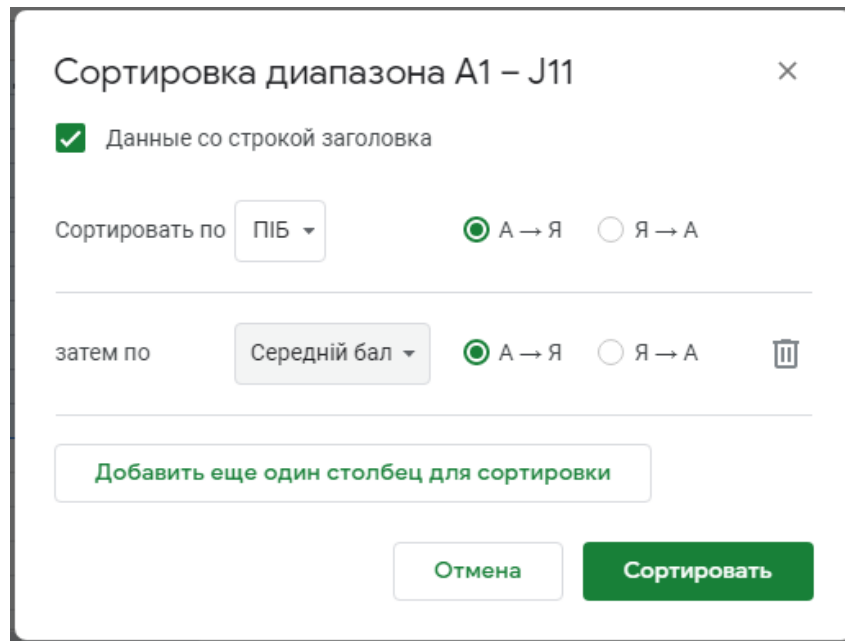 Сортировка диапазона A1 – J11
Данные со строкой заголовка
Сортировать по ПІБ А → Я Я → А
затем по Середній бал А → Я Я → А
Добавить еще один столбец для сортировки
Отмена Сортировать